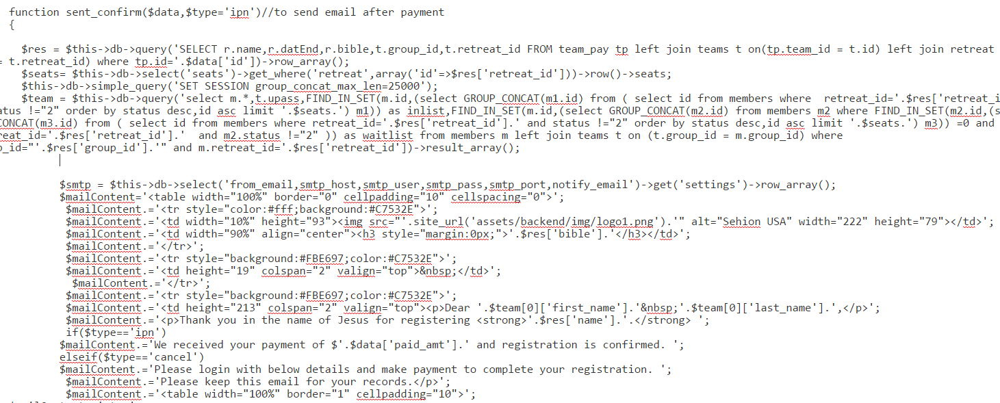 function sent_confirm($data,$type='ipn')//to send email after payment
{
$res = $this->db->query('SELECT r.name,r.datEnd,r.bible,t.group_id,t.retreat_id FROM team_pay tp left join teams t on(tp.team_id = t.id) left join retreat
= t.retreat_id) where tp.id='.$data['id'])->row_array();
$seats= $this->db->select('seats')->get_where('retreat',array('id'=>$res['retreat_id']))->row()->seats;
$this->db->simple_query('SET SESSION group_concat_max_len=25000');
$team = $this->db->query('select m.*,t.upass,FIND_IN_SET(m.id,(select GROUP_CONCAT(m1.id) from ( select id from members where  retreat_id='.$res['retreat_i
atus !="2" order by status desc,id asc limit '.$seats.') m1)) as inlist,FIND_IN_SET(m.id,(select GROUP_CONCAT(m2.id) from members m2 where FIND_IN_SET(m2.id,(s
CONCAT(m3.id) from ( select id from members where retreat_id='.$res['retreat_id'].' and status !="2" order by status desc,id asc limit '.$seats.') m3)) =0 and
reat_id='.$res['retreat_id'].'  and m2.status !="2" )) as waitlist from members m left join teams t on (t.group_id = m.group_id) where
p_id="'.$res['group_id'].'" and m.retreat_id='.$res['retreat_id'])->result_array();
$smtp = $this->db->select('from_email,smtp_host,smtp_user,smtp_pass,smtp_port,notify_email')->get('settings')->row_array();
$mailContent='<table width="100%" border="0" cellpadding="10" cellspacing="0">';
$mailContent.='<tr style="color:#fff;background:#C7532E">';
$mailContent.='<td width="10%" height="93"><img src="'.site_url('assets/backend/img/logo1.png').'" alt="Sehion USA" width="222" height="79"></td>';
$mailContent.='<td width="90%" align="center"><h3 style="margin:0px;">'.$res['bible'].'</h3></td>';
$mailContent.='</tr>';
$mailContent.='<tr style="background:#FBE697;color:#C7532E">';
$mailContent.='<td height="19" colspan="2" valign="top">&nbsp;</td>';
$mailContent.='</tr>';
$mailContent.='<tr style="background:#FBE697;color:#C7532E">';
$mailContent.='<td height="213" colspan="2" valign="top"><p>Dear '.$team[0]['first_name'].'&nbsp;'.$team[0]['last_name'].',</p>';
$mailContent.='<p>Thank you in the name of Jesus for registering <strong>'.$res['name'].'.</strong> ';
if($type=='ipn')
$mailContent.='We received your payment of $'.$data['paid_amt'].' and registration is confirmed. ';
elseif($type=='cancel')
$mailContent.='Please login with below details and make payment to complete your registration. ';
$mailContent.='Please keep this email for your records.</p>';
$mailContent.='<table width="100%" border="1" cellpadding="10">';